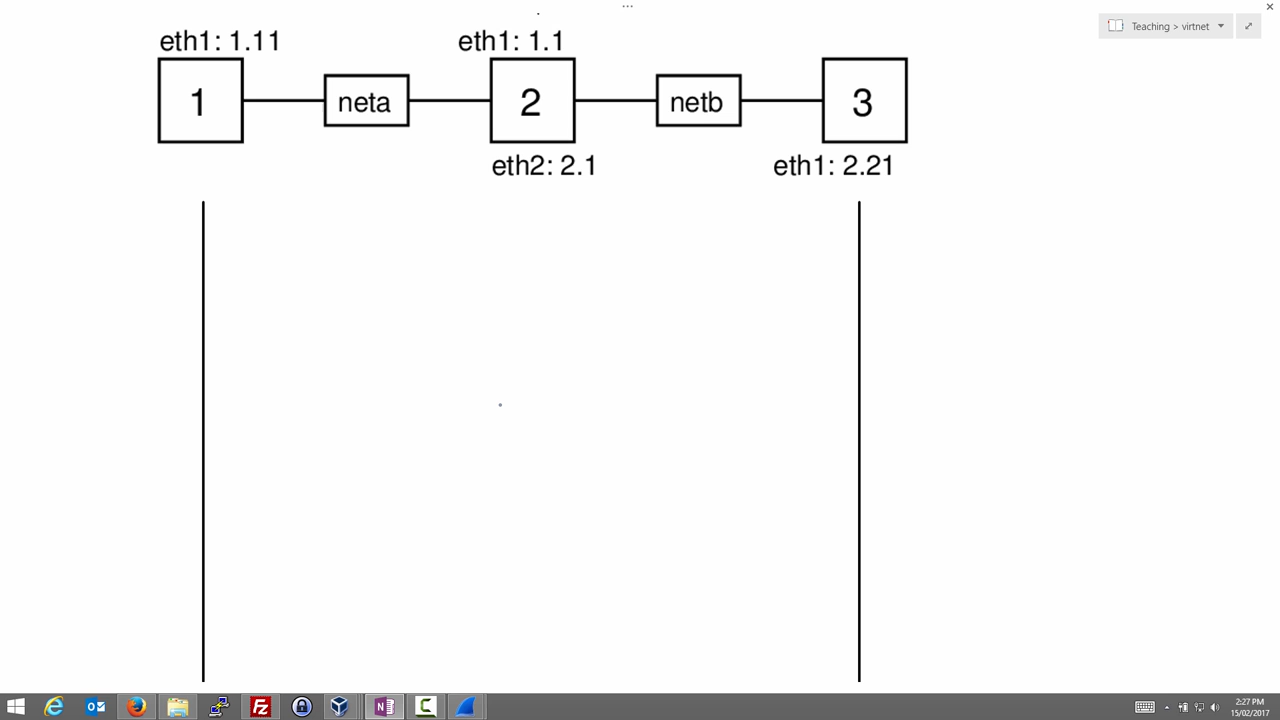 Teaching > virtnet
eth1: 1.11
eth1: 1.1
1
neta
2
netb
3
eth2: 2.1
eth1: 2.21
2:27 PM
15/02/2017